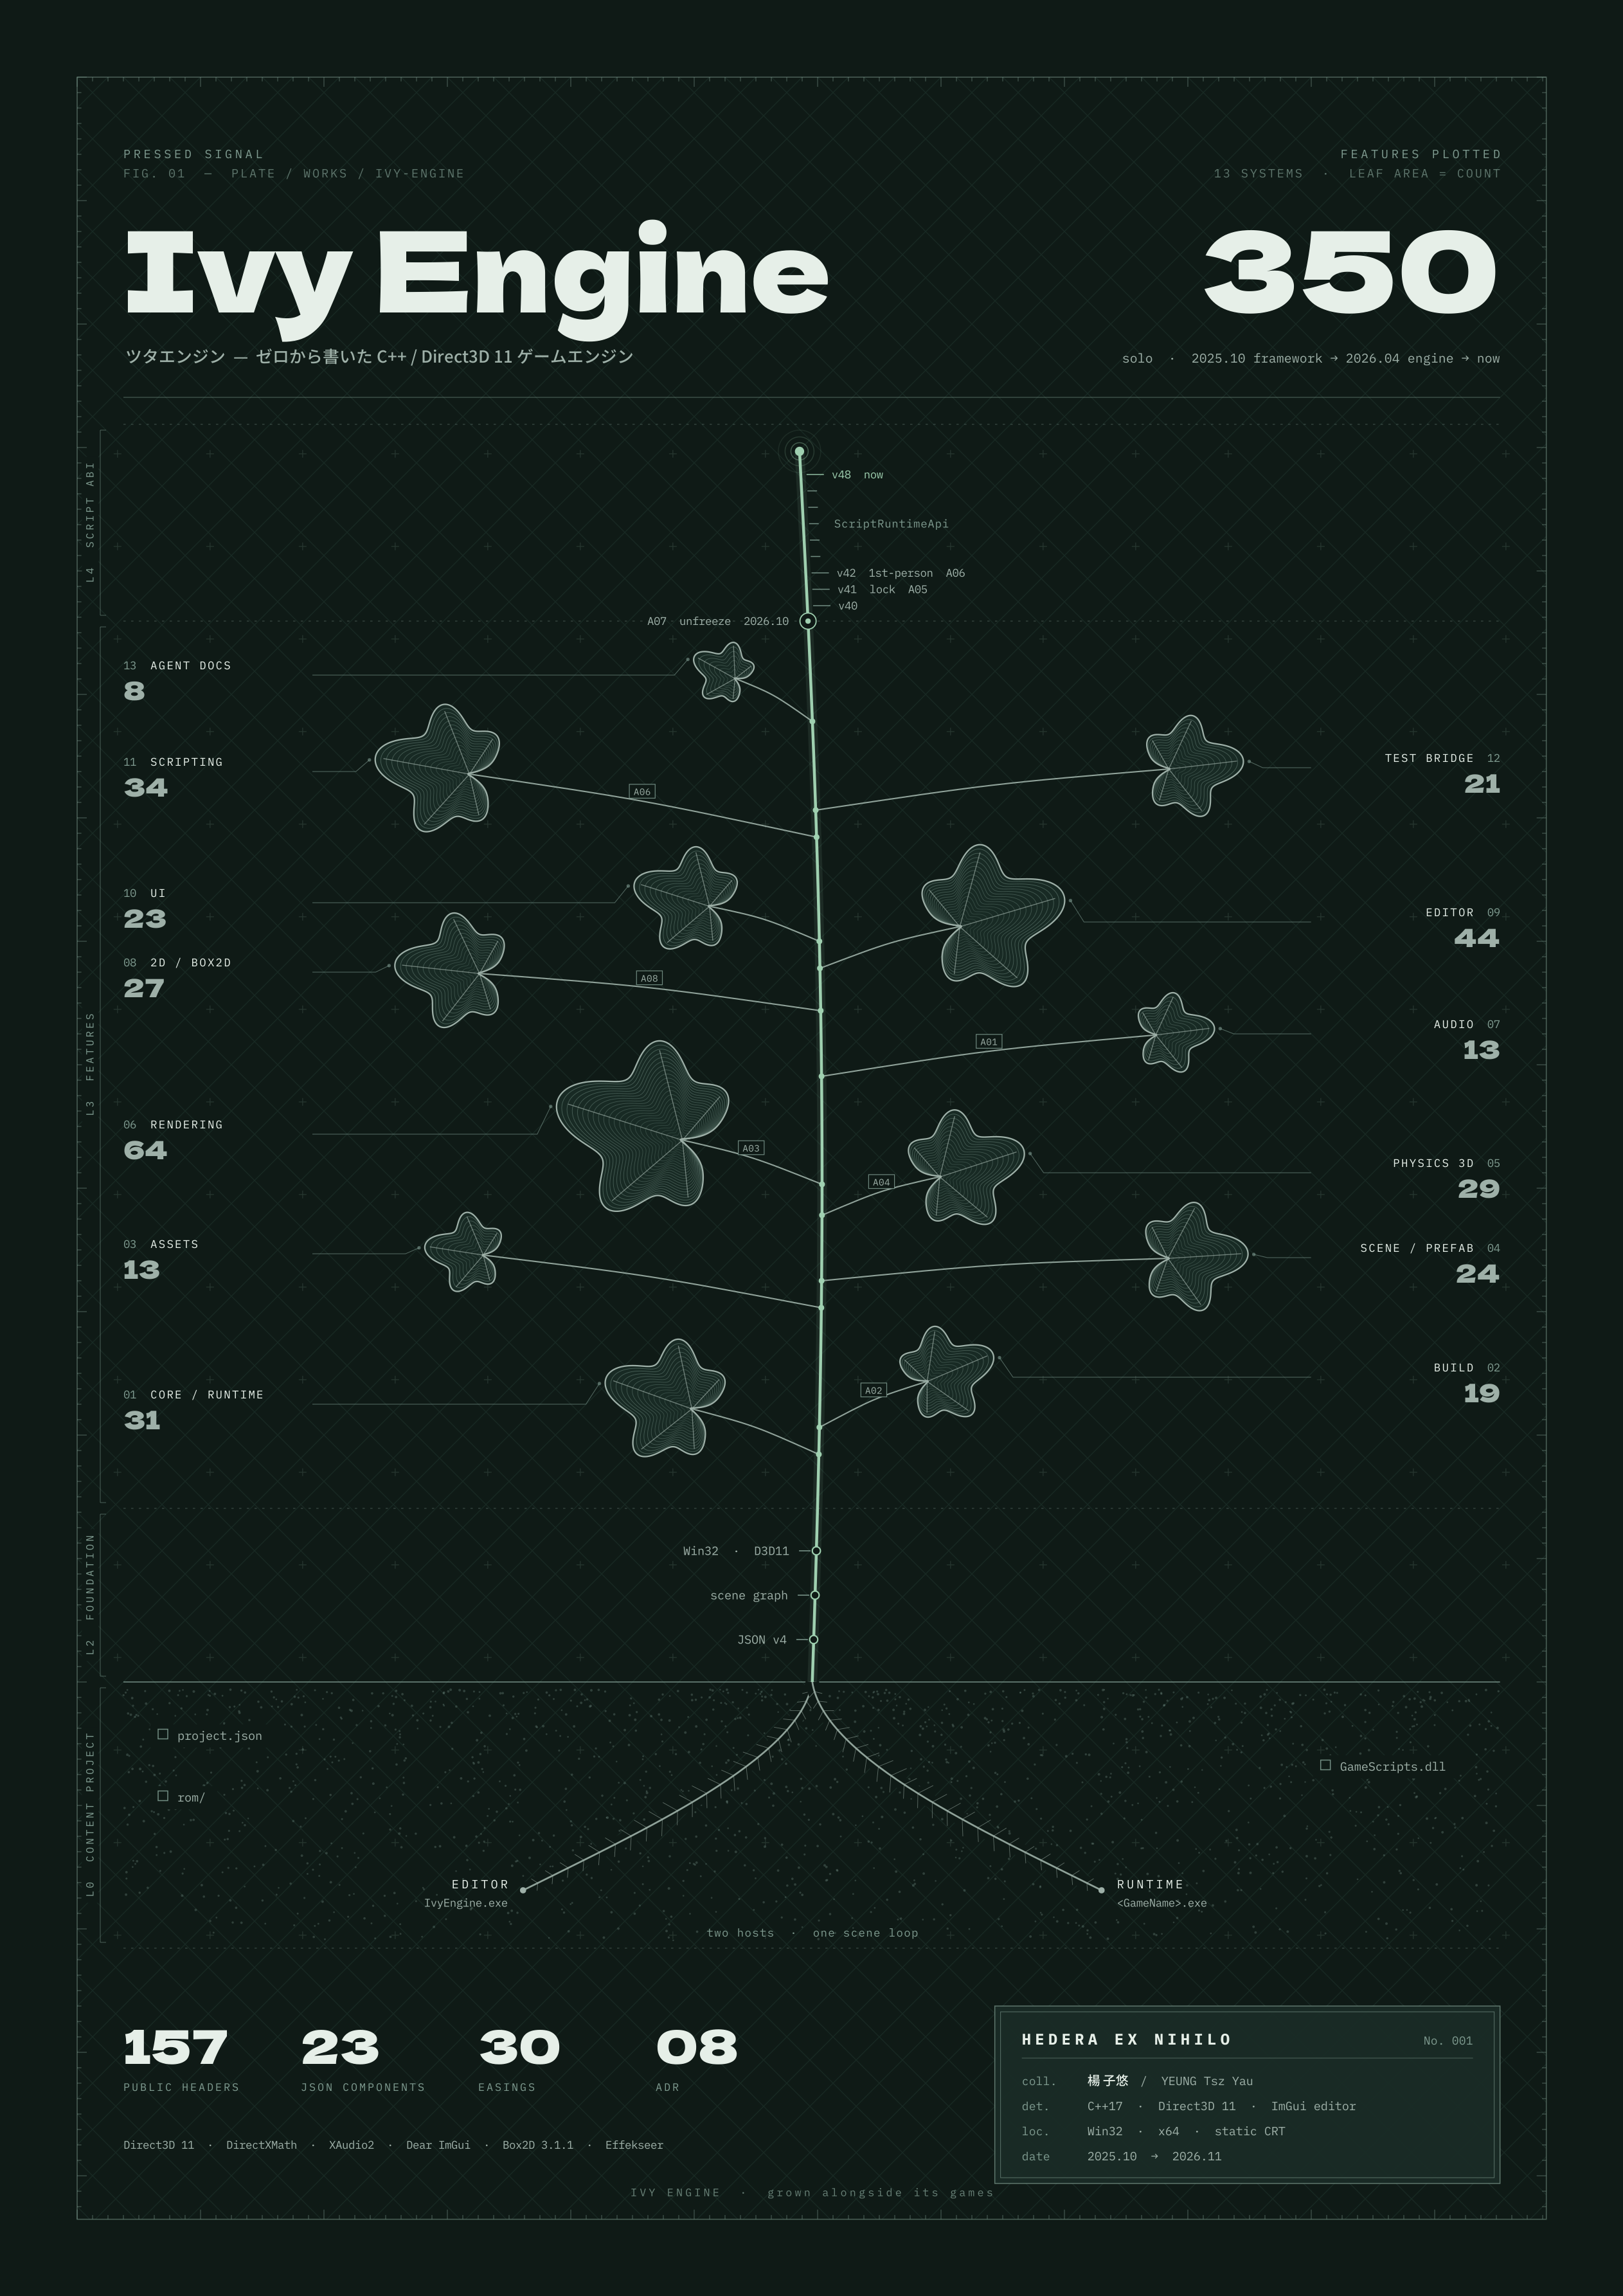 PRESSED SIGNAL
FIG. 01 — PLATE / WORKS / IVY-ENGINE
FEATURES PLOTTED
13 SYSTEMS · LEAF AREA = COUNT
Ivy Engine
350
ツタエンジン — ゼロから書いた C++ / Direct3D 11 ゲームエンジン
solo · 2025.10 framework → 2026.04 engine → now
L4 SCRIPT ABI
v48 now
ScriptRuntimeApi
v42 1st-person A06
v41 lock A05
v40
A07 unfreeze 2026.10
L3 FEATURES
13 AGENT DOCS
8
11 SCRIPTING
34
A06
TEST BRIDGE 12
21
10 UI
23
EDITOR 09
44
08 2D / BOX2D
27
A08
AUDIO 07
13
A01
06 RENDERING
64
A03
PHYSICS 3D 05
29
A04
03 ASSETS
13
SCENE / PREFAB 04
24
01 CORE / RUNTIME
31
BUILD 02
19
A02
L2 FOUNDATION
Win32 · D3D11
scene graph
JSON v4
L0 CONTENT PROJECT
project.json
rom/
GameScripts.dll
EDITOR
IvyEngine.exe
RUNTIME
<GameName>.exe
two hosts · one scene loop
157
PUBLIC HEADERS
23
JSON COMPONENTS
30
EASINGS
08
ADR
Direct3D 11 · DirectXMath · XAudio2 · Dear ImGui · Box2D 3.1.1 · Effekseer
HEDERA EX NIHILO
No. 001
coll. 楊子悠 / YEUNG Tsz Yau
det. C++17 · Direct3D 11 · ImGui editor
loc. Win32 · x64 · static CRT
date 2025.10 → 2026.11
IVY ENGINE · grown alongside its games